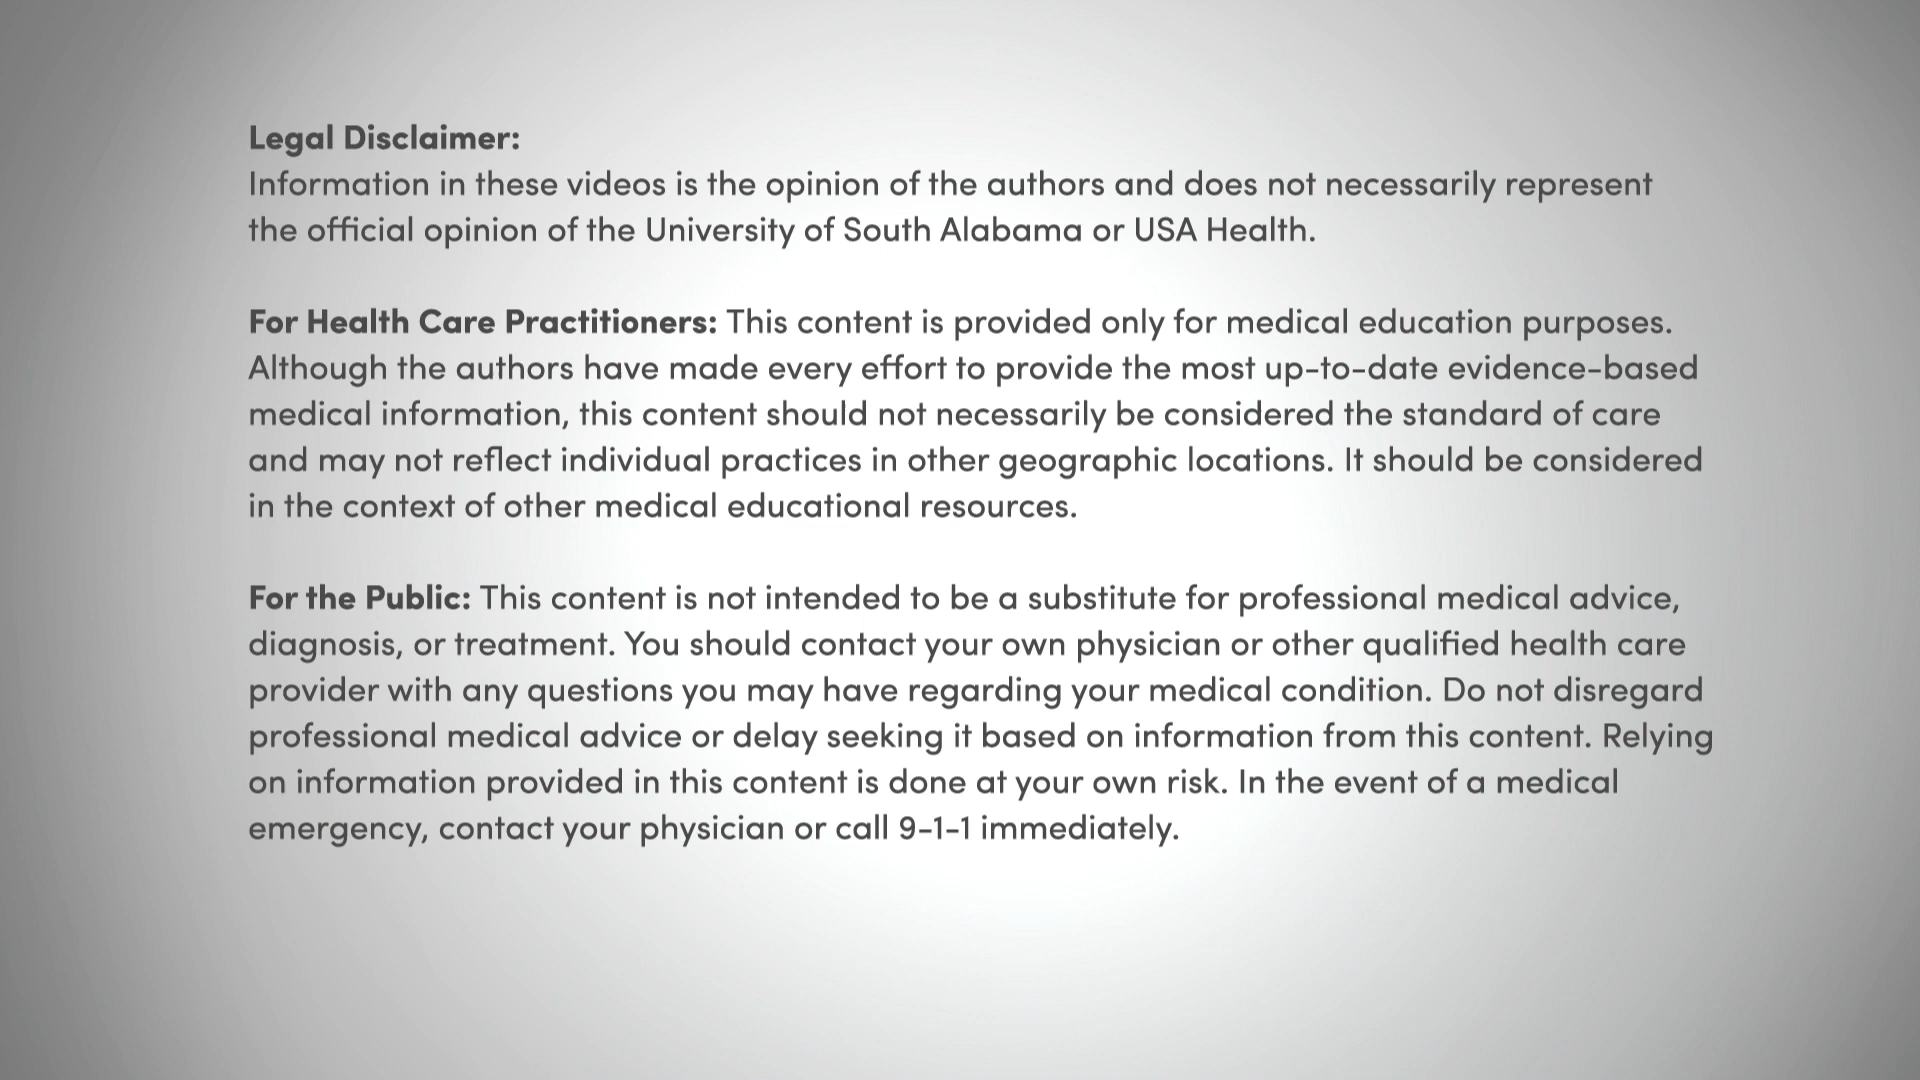 Legal Disclaimer:
Information in these videos is the opinion of the authors and does not necessarily represent
the official opinion of the University of South Alabama or USA Health.
For Health Care Practitioners: This content is provided only for medical education purposes.
Although the authors have made every effort to provide the most up-to-date evidence-based
medical information, this content should not necessarily be considered the standard of care
and may not reflect individual practices in other geographic locations. It should be considered
in the context of other medical educational resources.
For the Public: This content is not intended to be a substitute for professional medical advice,
diagnosis, or treatment. You should contact your own physician or other qualified health care
provider with any questions you may have regarding your medical condition. Do not disregard
professional medical advice or delay seeking it based on information from this content. Relying
on information provided in this content is done at your own risk. In the event of a medical
emergency, contact your physician or call 9-1-1 immediately.